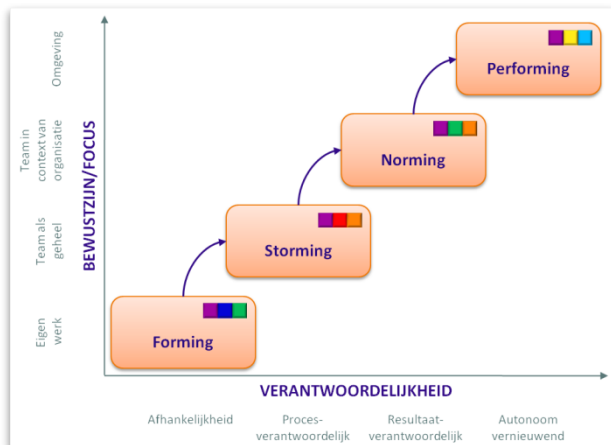 Omgeving
Team in
context van
organisatie
Team als
geheel
Eigen
werk
BEWUSTZIJN/FOCUS
Performing
Norming
Storming
Forming
VERANTWOORDELIJKHEID
Afhankelijkheid
Proces-
verantwoordelijk
Resultaat-
verantwoordelijk
Autonoom
vernieuwend